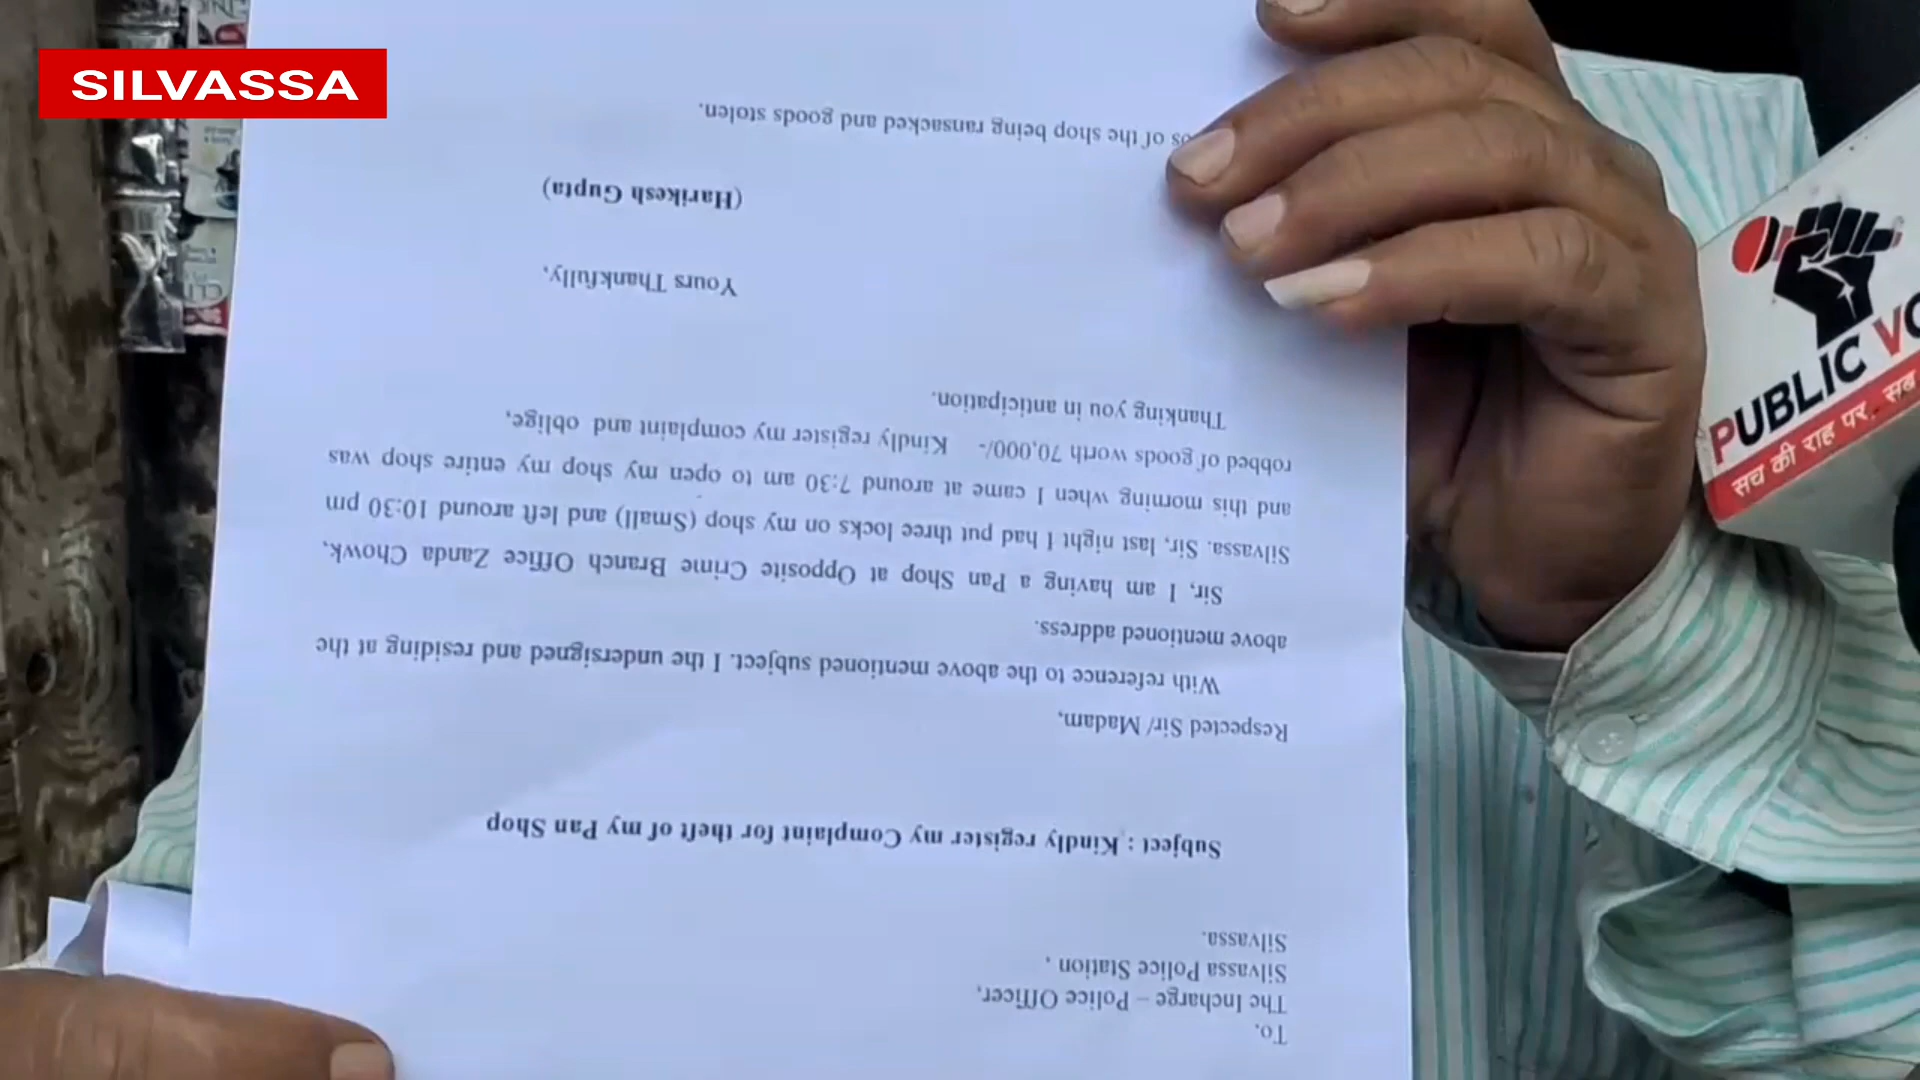 SILVASSA
To,
The Incharge – Police Officer,
Silvassa Police Station ,
Silvassa.
Subject : Kindly register my Complaint for theft of my Pan Shop
Respected Sir/ Madam,
With reference to the above mentioned subject. I the undersigned and residing at the
above mentioned address.
Sir, I am having a Pan Shop at Opposite Crime Branch Office Zanda Chowk,
Silvassa. Sir, last night I had put three locks on my shop (Small) and left around 10:30 pm
and this morning when I came at around 7:30 am to open my shop my entire shop was
robbed of goods worth 70,000/- Kindly register my complaint and oblige,
Thanking you in anticipation.
Yours Thankfully,
(Harikesh Gupta)
of the shop being ransacked and goods stolen.
PUBLIC
सच की राह पर, सब